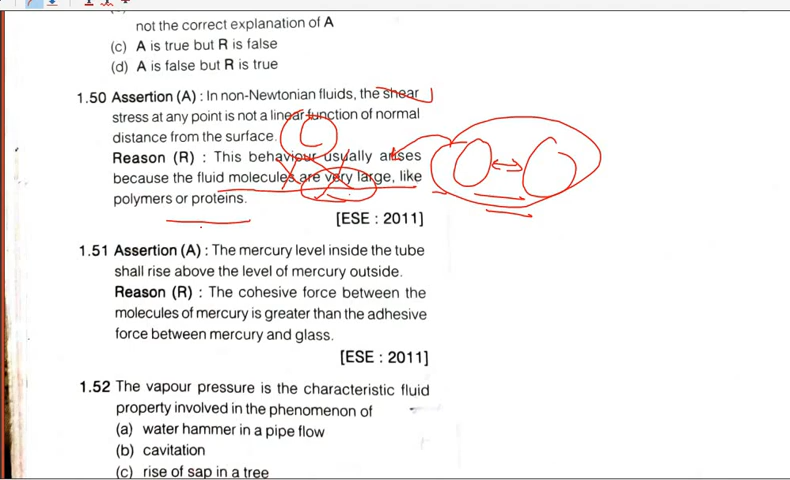 not the correct explanation of A
(c) A is true but R is false
(d) A is false but R is true
1.50 Assertion (A) : In non-Newtonian fluids, the shear
stress at any point is not a linear function of normal
distance from the surface.
Reason (R) : This behaviour usually arises
because the fluid molecules are very large, like
polymers or proteins.
[ESE : 2011]
1.51 Assertion (A) : The mercury level inside the tube
shall rise above the level of mercury outside.
Reason (R) : The cohesive force between the
molecules of mercury is greater than the adhesive
force between mercury and glass.
[ESE : 2011]
1.52 The vapour pressure is the characteristic fluid
property involved in the phenomenon of
(a) water hammer in a pipe flow
(b) cavitation
(c) rise of sap in a tree